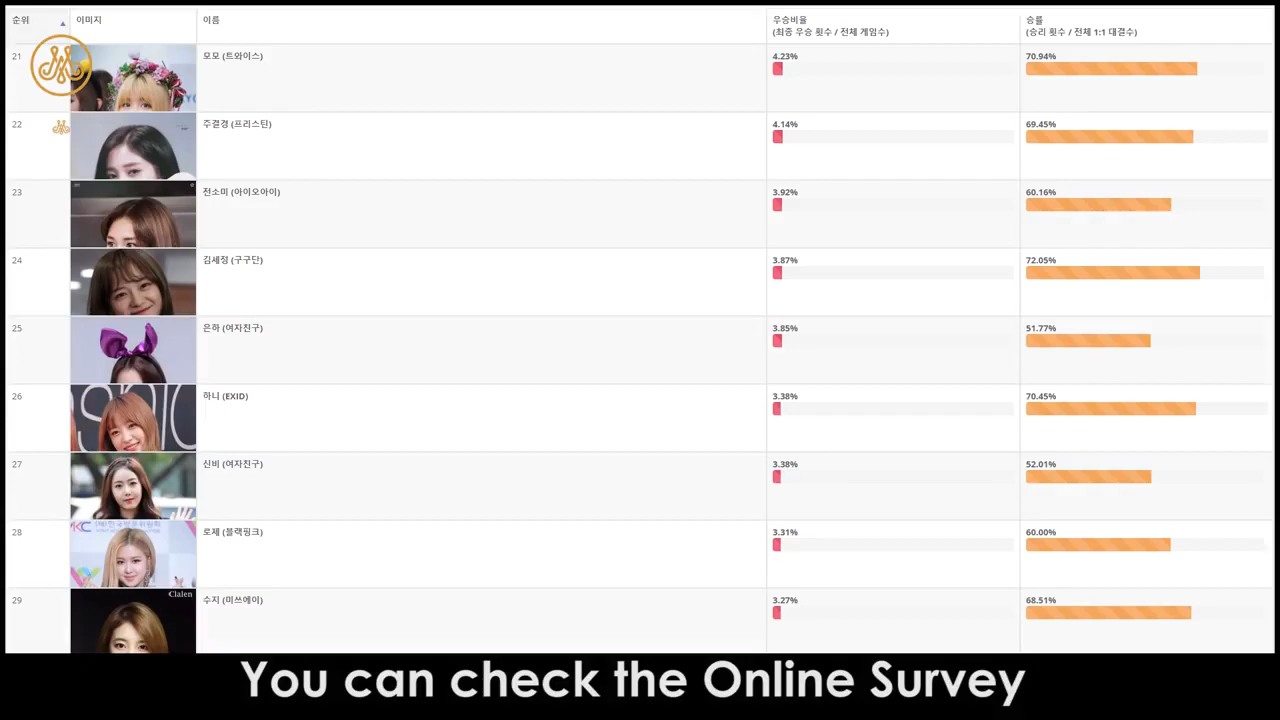 순위 이미지 이름 우승비율 승률
(최종 우승 횟수 / 전체 게임수) (승리 횟수 / 전체 1:1 대결수)
21 모모 (트와이스) 4.23% 70.94%
22 주결경 (프리스틴) 4.14% 69.45%
23 전소미 (아이오아이) 3.92% 60.16%
24 김세정 (구구단) 3.87% 72.05%
25 은하 (여자친구) 3.85% 51.77%
26 하니 (EXID) 3.38% 70.45%
27 신비 (여자친구) 3.38% 52.01%
28 로제 (블랙핑크) 3.31% 60.00%
29 Clalen 수지 (미쓰에이) 3.27% 68.51%
You can check the Online Survey